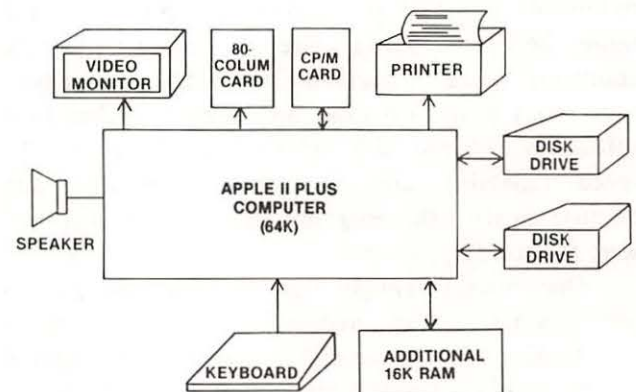 VIDEO
MONITOR
80-
COLUM
CARD
CP/M
CARD
PRINTER
DISK
DRIVE
APPLE II PLUS
COMPUTER
(64K)
SPEAKER
DISK
DRIVE
KEYBOARD
ADDITIONAL
16K RAM